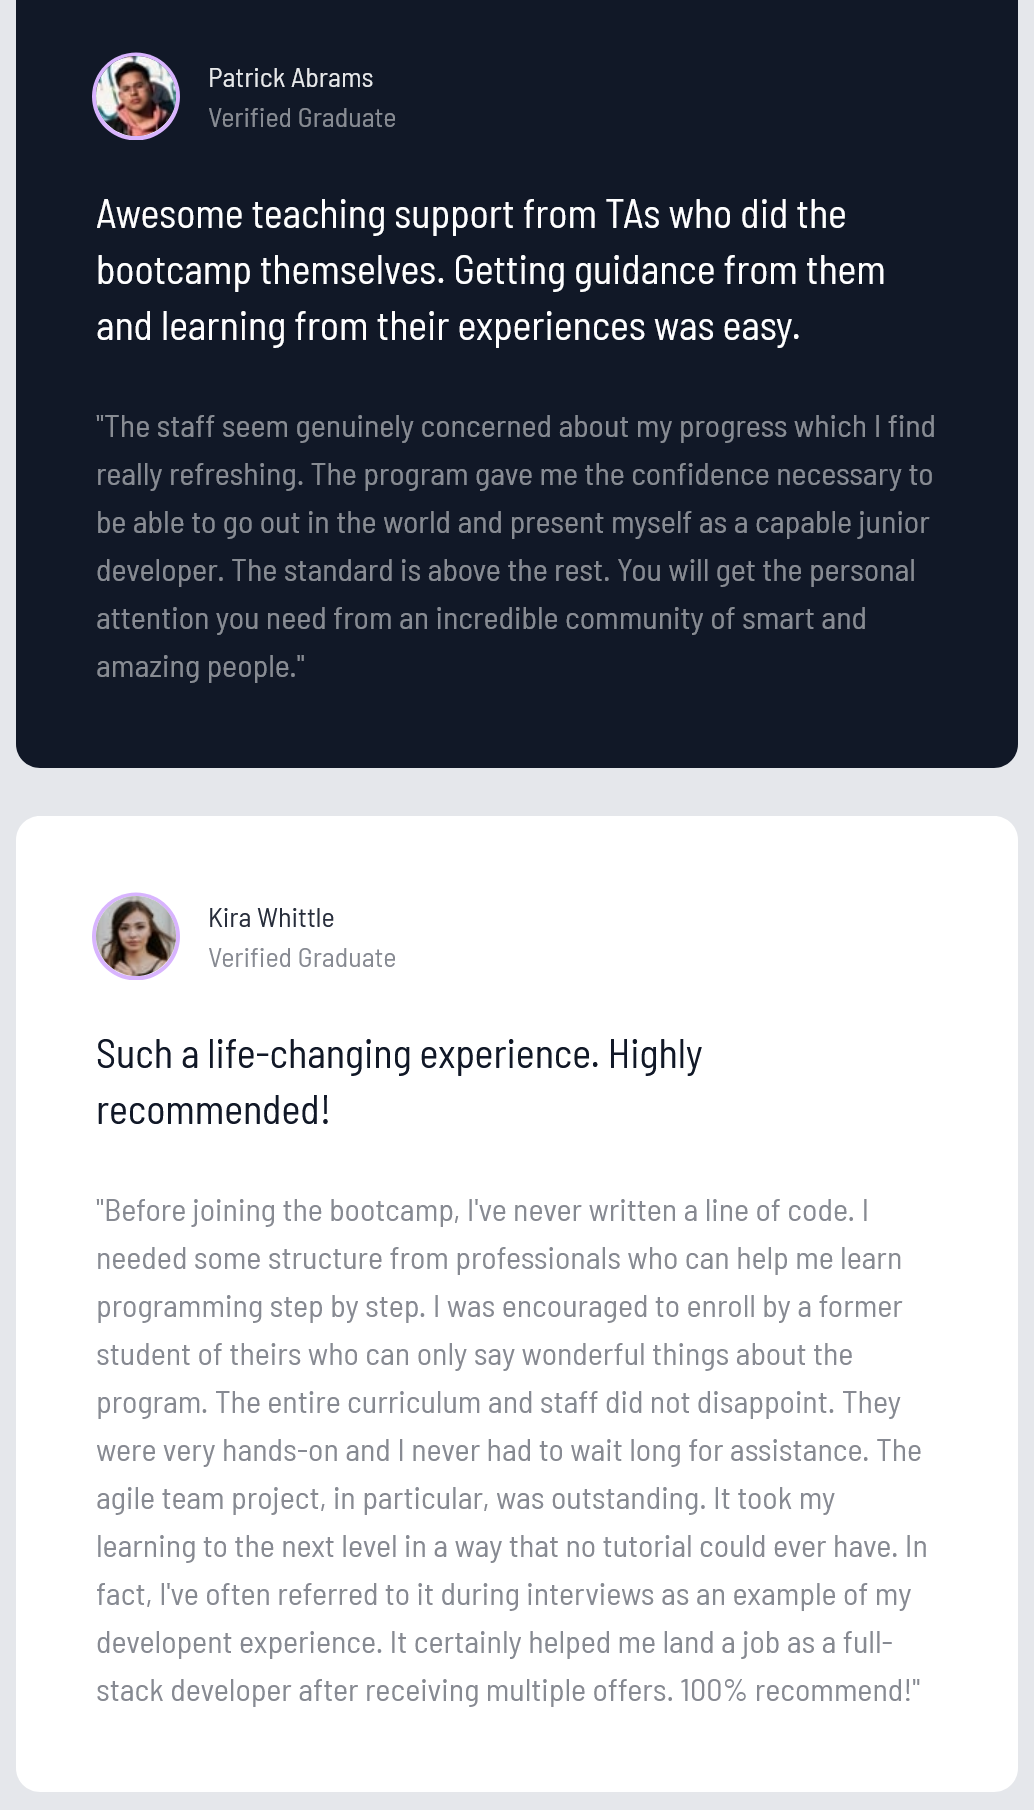 Patrick Abrams
Verified Graduate
Awesome teaching support from TAs who did the
bootcamp themselves. Getting guidance from them
and learning from their experiences was easy.
"The staff seem genuinely concerned about my progress which I find
really refreshing. The program gave me the confidence necessary to
be able to go out in the world and present myself as a capable junior
developer. The standard is above the rest. You will get the personal
attention you need from an incredible community of smart and
amazing people."
Kira Whittle
Verified Graduate
Such a life-changing experience. Highly
recommended!
"Before joining the bootcamp, I've never written a line of code. I
needed some structure from professionals who can help me learn
programming step by step. I was encouraged to enroll by a former
student of theirs who can only say wonderful things about the
program. The entire curriculum and staff did not disappoint. They
were very hands-on and I never had to wait long for assistance. The
agile team project, in particular, was outstanding. It took my
learning to the next level in a way that no tutorial could ever have. In
fact, I've often referred to it during interviews as an example of my
developent experience. It certainly helped me land a job as a full-
stack developer after receiving multiple offers. 100% recommend!"